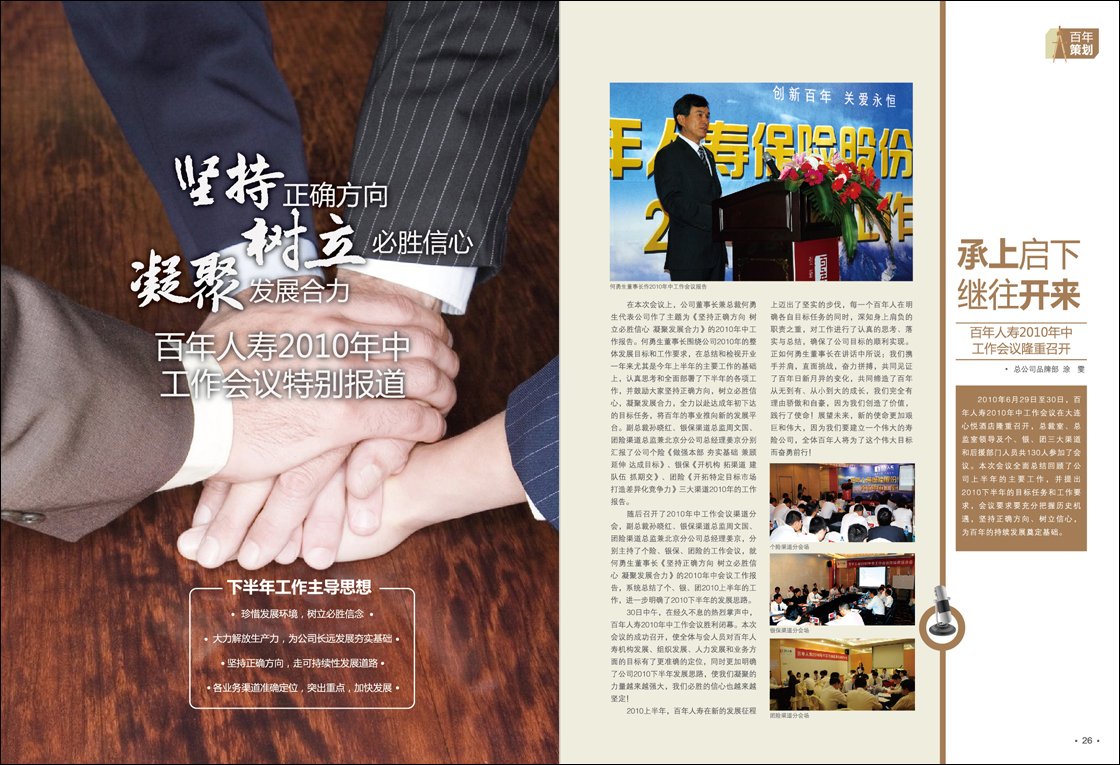 坚持 正确方向
树立 必胜信心
凝聚 发展合力
百年人寿2010年中
工作会议特别报道
下半年工作主导思想
• 珍惜发展环境，树立必胜信念 •
• 大力解放生产力，为公司长远发展夯实基础 •
• 坚持正确方向，走可持续性发展道路 •
• 各业务渠道准确定位，突出重点，加快发展 •
创新百年 关爱永恒
年人寿保险股份
何勇生董事长作2010年中工作会议报告
在本次会议上，公司董事长兼总裁何勇
生代表公司作了主题为《坚持正确方向 树
立必胜信心 凝聚发展合力》的2010年中工
作报告。何勇生董事长围绕公司2010年的整
体发展目标和工作要求，在总结和检视开业
一年来尤其是今年上半年的主要工作的基础
上，认真思考和全面部署了下半年的各项工
作，并鼓励大家坚持正确方向，树立必胜信
心，凝聚发展合力，全力以赴达成年初下达
的目标任务，将百年的事业推向新的发展平
台。副总裁孙晓红、银保渠道总监周文国、
团险渠道总监兼北京分公司总经理姜京分别
汇报了公司个险《做强本部 夯实基础 兼顾
延伸 达成目标》、银保《开机构 拓渠道 建
队伍 抓期交》、团险《开拓特定目标市场
打造差异化竞争力》三大渠道2010年的工作
报告。
随后召开了2010年中工作会议渠道分
会，副总裁孙晓红、银保渠道总监周文国、
团险渠道总监兼北京分公司总经理姜京，分
别主持了个险、银保、团险的工作会议，就
何勇生董事长《坚持正确方向 树立必胜信
心 凝聚发展合力》的2010年中会议工作报
告，系统总结了个、银、团2010上半年的工
作，进一步明确了2010下半年的发展思路。
30日中午，在经久不息的热烈掌声中，
百年人寿2010年中工作会议胜利闭幕。本次
会议的成功召开，使全体与会人员对百年人
寿机构发展、组织发展、人力发展和业务方
面的目标有了更准确的定位，同时更加明确
了公司2010下半年发展思路，使我们凝聚的
力量越来越强大，我们必胜的信心也越来越
坚定！
2010上半年，百年人寿在新的发展征程
上迈出了坚实的步伐，每一个百年人在明
确各自目标任务的同时，深知身上肩负的
职责之重，对工作进行了认真的思考、落
实与总结，确保了公司目标的顺利实现。
正如何勇生董事长在讲话中所说：我们携
手并肩，直面挑战，奋力拼搏，共同见证
了百年日新月异的变化，共同缔造了百年
从无到有、从小到大的成长，我们完全有
理由骄傲和自豪，因为我们创造了价值，
践行了使命！展望未来，新的使命更加艰
巨和伟大，因为我们要建立一个伟大的寿
险公司，全体百年人将为了这个伟大目标
而奋勇前行！
个险渠道分会场
银保渠道分会场
团险渠道分会场
百年
策划
承上启下
继往开来
百年人寿2010年中
工作会议隆重召开
• 总公司品牌部 涂 雯
2010年6月29日至30日，百
年人寿2010年中工作会议在大连
心悦酒店隆重召开，总裁室、总
监室领导及个、银、团三大渠道
和后援部门人员共130人参加了会
议。本次会议全面总结回顾了公
司上半年的主要工作，并提出
2010下半年的目标任务和工作要
求，会议要求要充分把握历史机
遇，坚持正确方向、树立信心，
为百年的持续发展奠定基础。
• 26 •